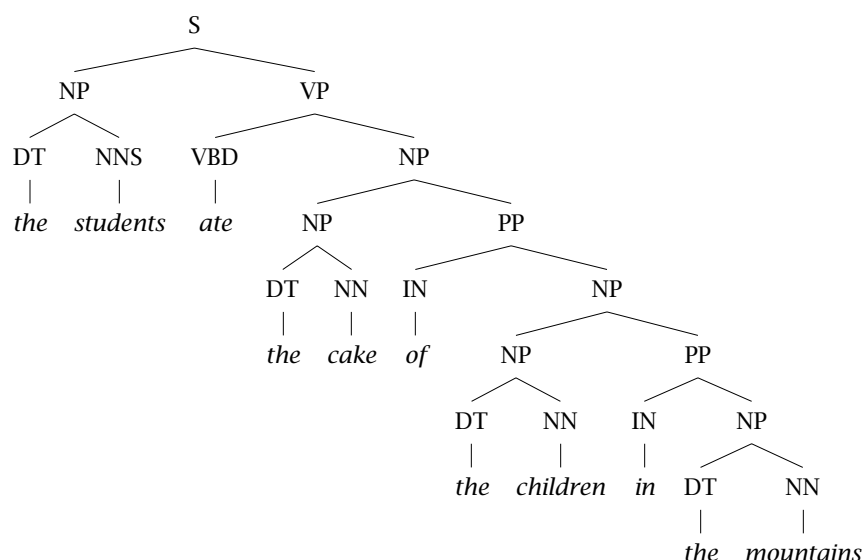 S
NP VP
DT NNS VBD NP
the students ate NP PP
DT NN IN NP
the cake of NP PP
DT NN IN NP
the children in DT NN
the mountains